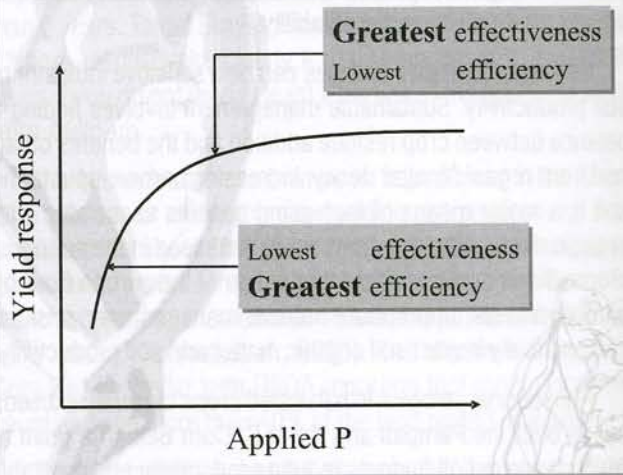 Greatest effectiveness
Lowest efficiency
Lowest effectiveness
Greatest efficiency
Yield response
Applied P